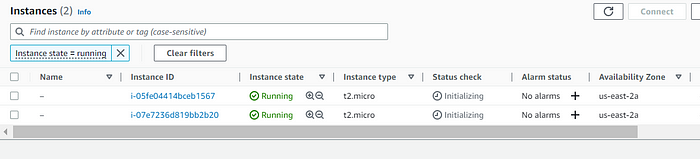 Instances (2) Info
Connect
Find instance by attribute or tag (case-sensitive)
Instance state = running
Clear filters
Name Instance ID Instance state Instance type Status check Alarm status Availability Zone
– i-05fe04414bceb1567 Running t2.micro Initializing No alarms + us-east-2a
– i-07e7236d819bb2b20 Running t2.micro Initializing No alarms + us-east-2a